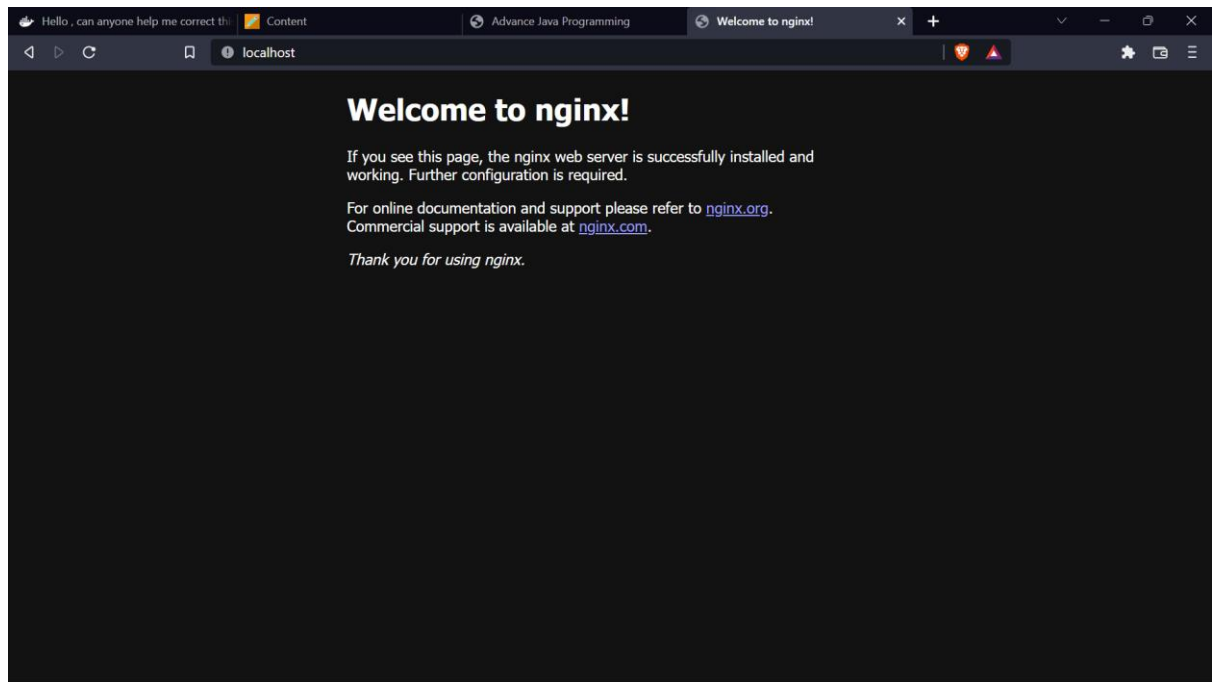 Hello , can anyone help me correct thi
Content
Advance Java Programming
Welcome to nginx!
localhost
Welcome to nginx!
If you see this page, the nginx web server is successfully installed and
working. Further configuration is required.
For online documentation and support please refer to nginx.org.
Commercial support is available at nginx.com.
Thank you for using nginx.